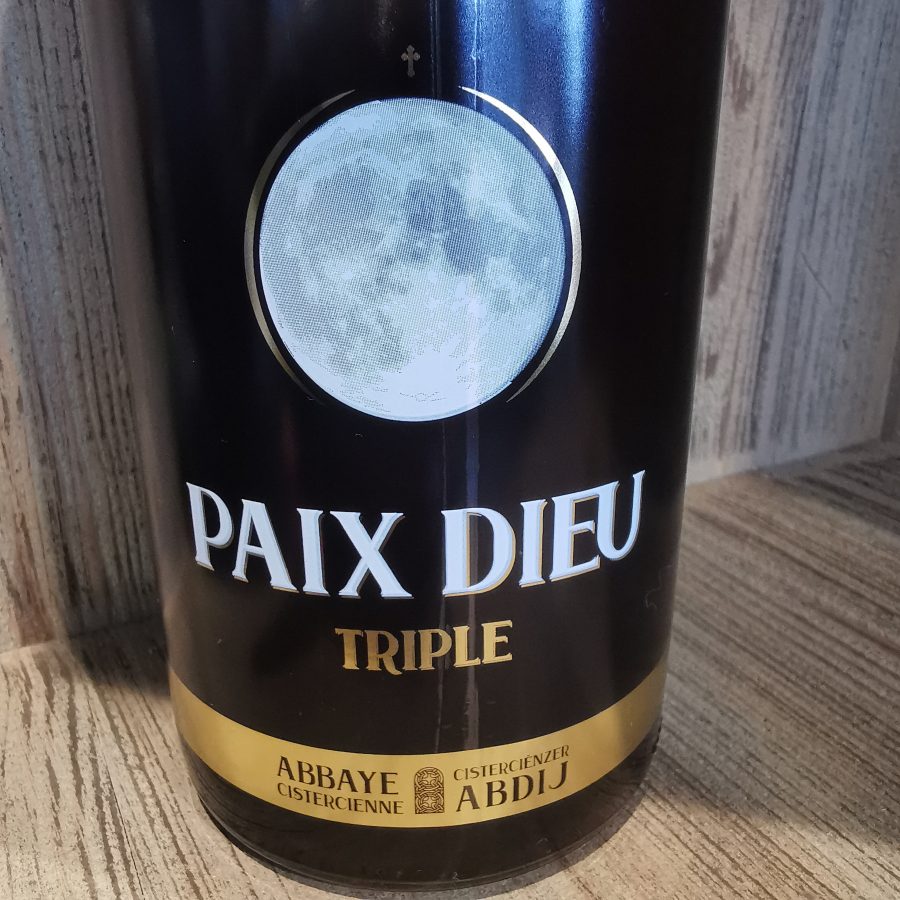 PAIX DIEU
TRIPLE
ABBAYE
CISTERCIENNE
CISTERCIËNZER
ABDIJ